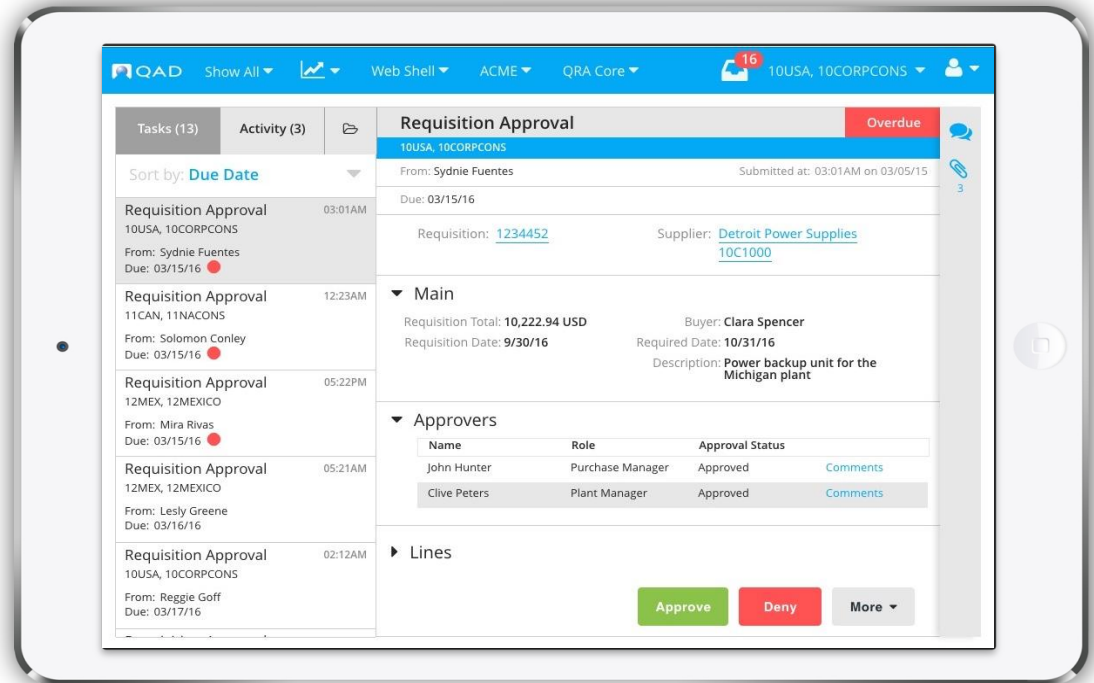 QAD Show All Web Shell ACME QRA Core 16 10USA, 10CORPCONS
Tasks (13) Activity (3)
Sort by: Due Date
Requisition Approval 03:01AM
10USA, 10CORPCONS
From: Sydnie Fuentes
Due: 03/15/16
Requisition Approval 12:23AM
11CAN, 11NACONS
From: Solomon Conley
Due: 03/15/16
Requisition Approval 05:22PM
12MEX, 12MEXICO
From: Mira Rivas
Due: 03/15/16
Requisition Approval 05:21AM
12MEX, 12MEXICO
From: Lesly Greene
Due: 03/16/16
Requisition Approval 02:12AM
10USA, 10CORPCONS
From: Reggie Goff
Due: 03/17/16
Requisition Approval Overdue
10USA, 10CORPCONS
From: Sydnie Fuentes Submitted at: 03:01AM on 03/05/15
Due: 03/15/16
Requisition: 1234452 Supplier: Detroit Power Supplies
10C1000
Main
Requisition Total: 10,222.94 USD Buyer: Clara Spencer
Requisition Date: 9/30/16 Required Date: 10/31/16
Description: Power backup unit for the
Michigan plant
Approvers
Name Role Approval Status
John Hunter Purchase Manager Approved Comments
Clive Peters Plant Manager Approved Comments
Lines
Approve Deny More
3